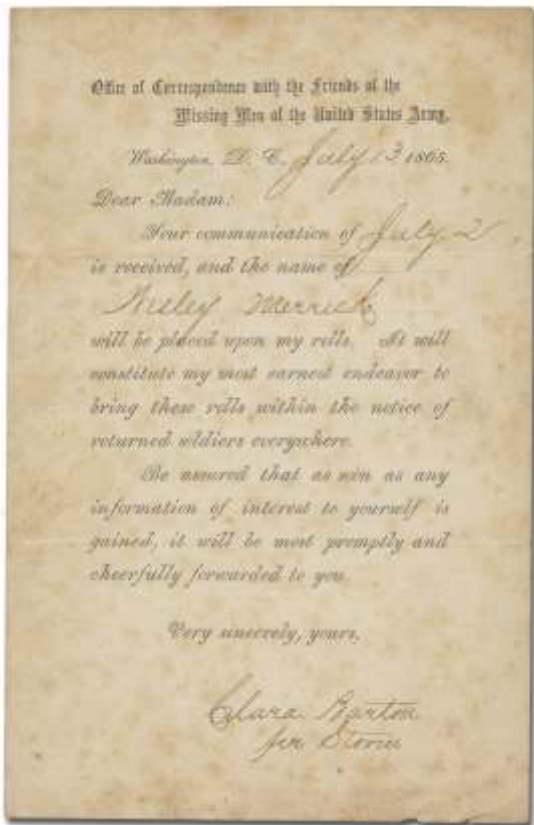 Office of Correspondence with the Friends of the
Missing Men of the United States Army,
Washington, D. C. July 13 1865.
Dear Madam:
Your communication of July 2
is received, and the name of
Wesley Merrick
will be placed upon my rolls. It will
constitute my most earnest endeavor to
bring these rolls within the notice of
returned soldiers everywhere.
Be assured that as soon as any
information of interest to yourself is
gained, it will be most promptly and
cheerfully forwarded to you.
Very sincerely, yours,
Clara Barton
per